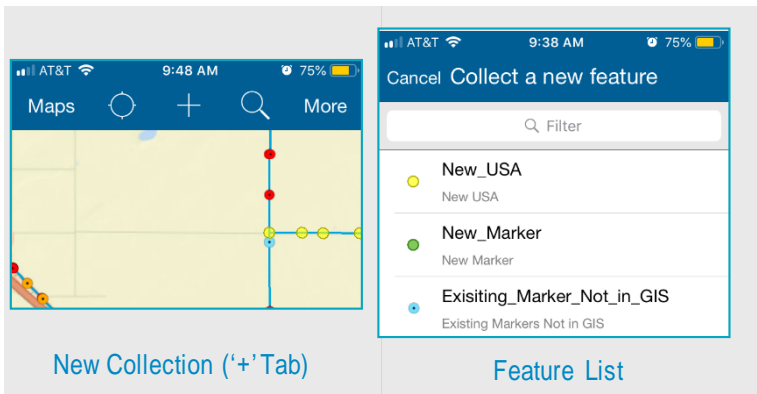 AT&T 9:48 AM 75%
Maps More
New Collection (‘+’ Tab)
AT&T 9:38 AM 75%
Cancel Collect a new feature
Filter
New_USA
New USA
New_Marker
New Marker
Exisiting_Marker_Not_in_GIS
Existing Markers Not in GIS
Feature List